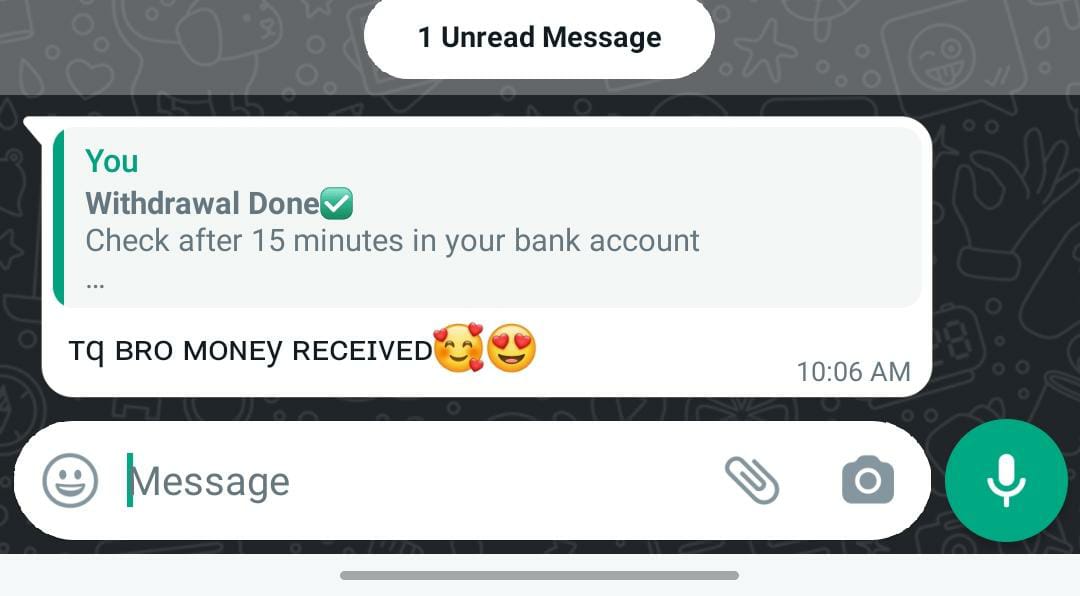 1 Unread Message
You
Withdrawal Done✅
Check after 15 minutes in your bank account
...
Tq BRO MONEy RECEIVED🥰😍
10:06 AM
Message